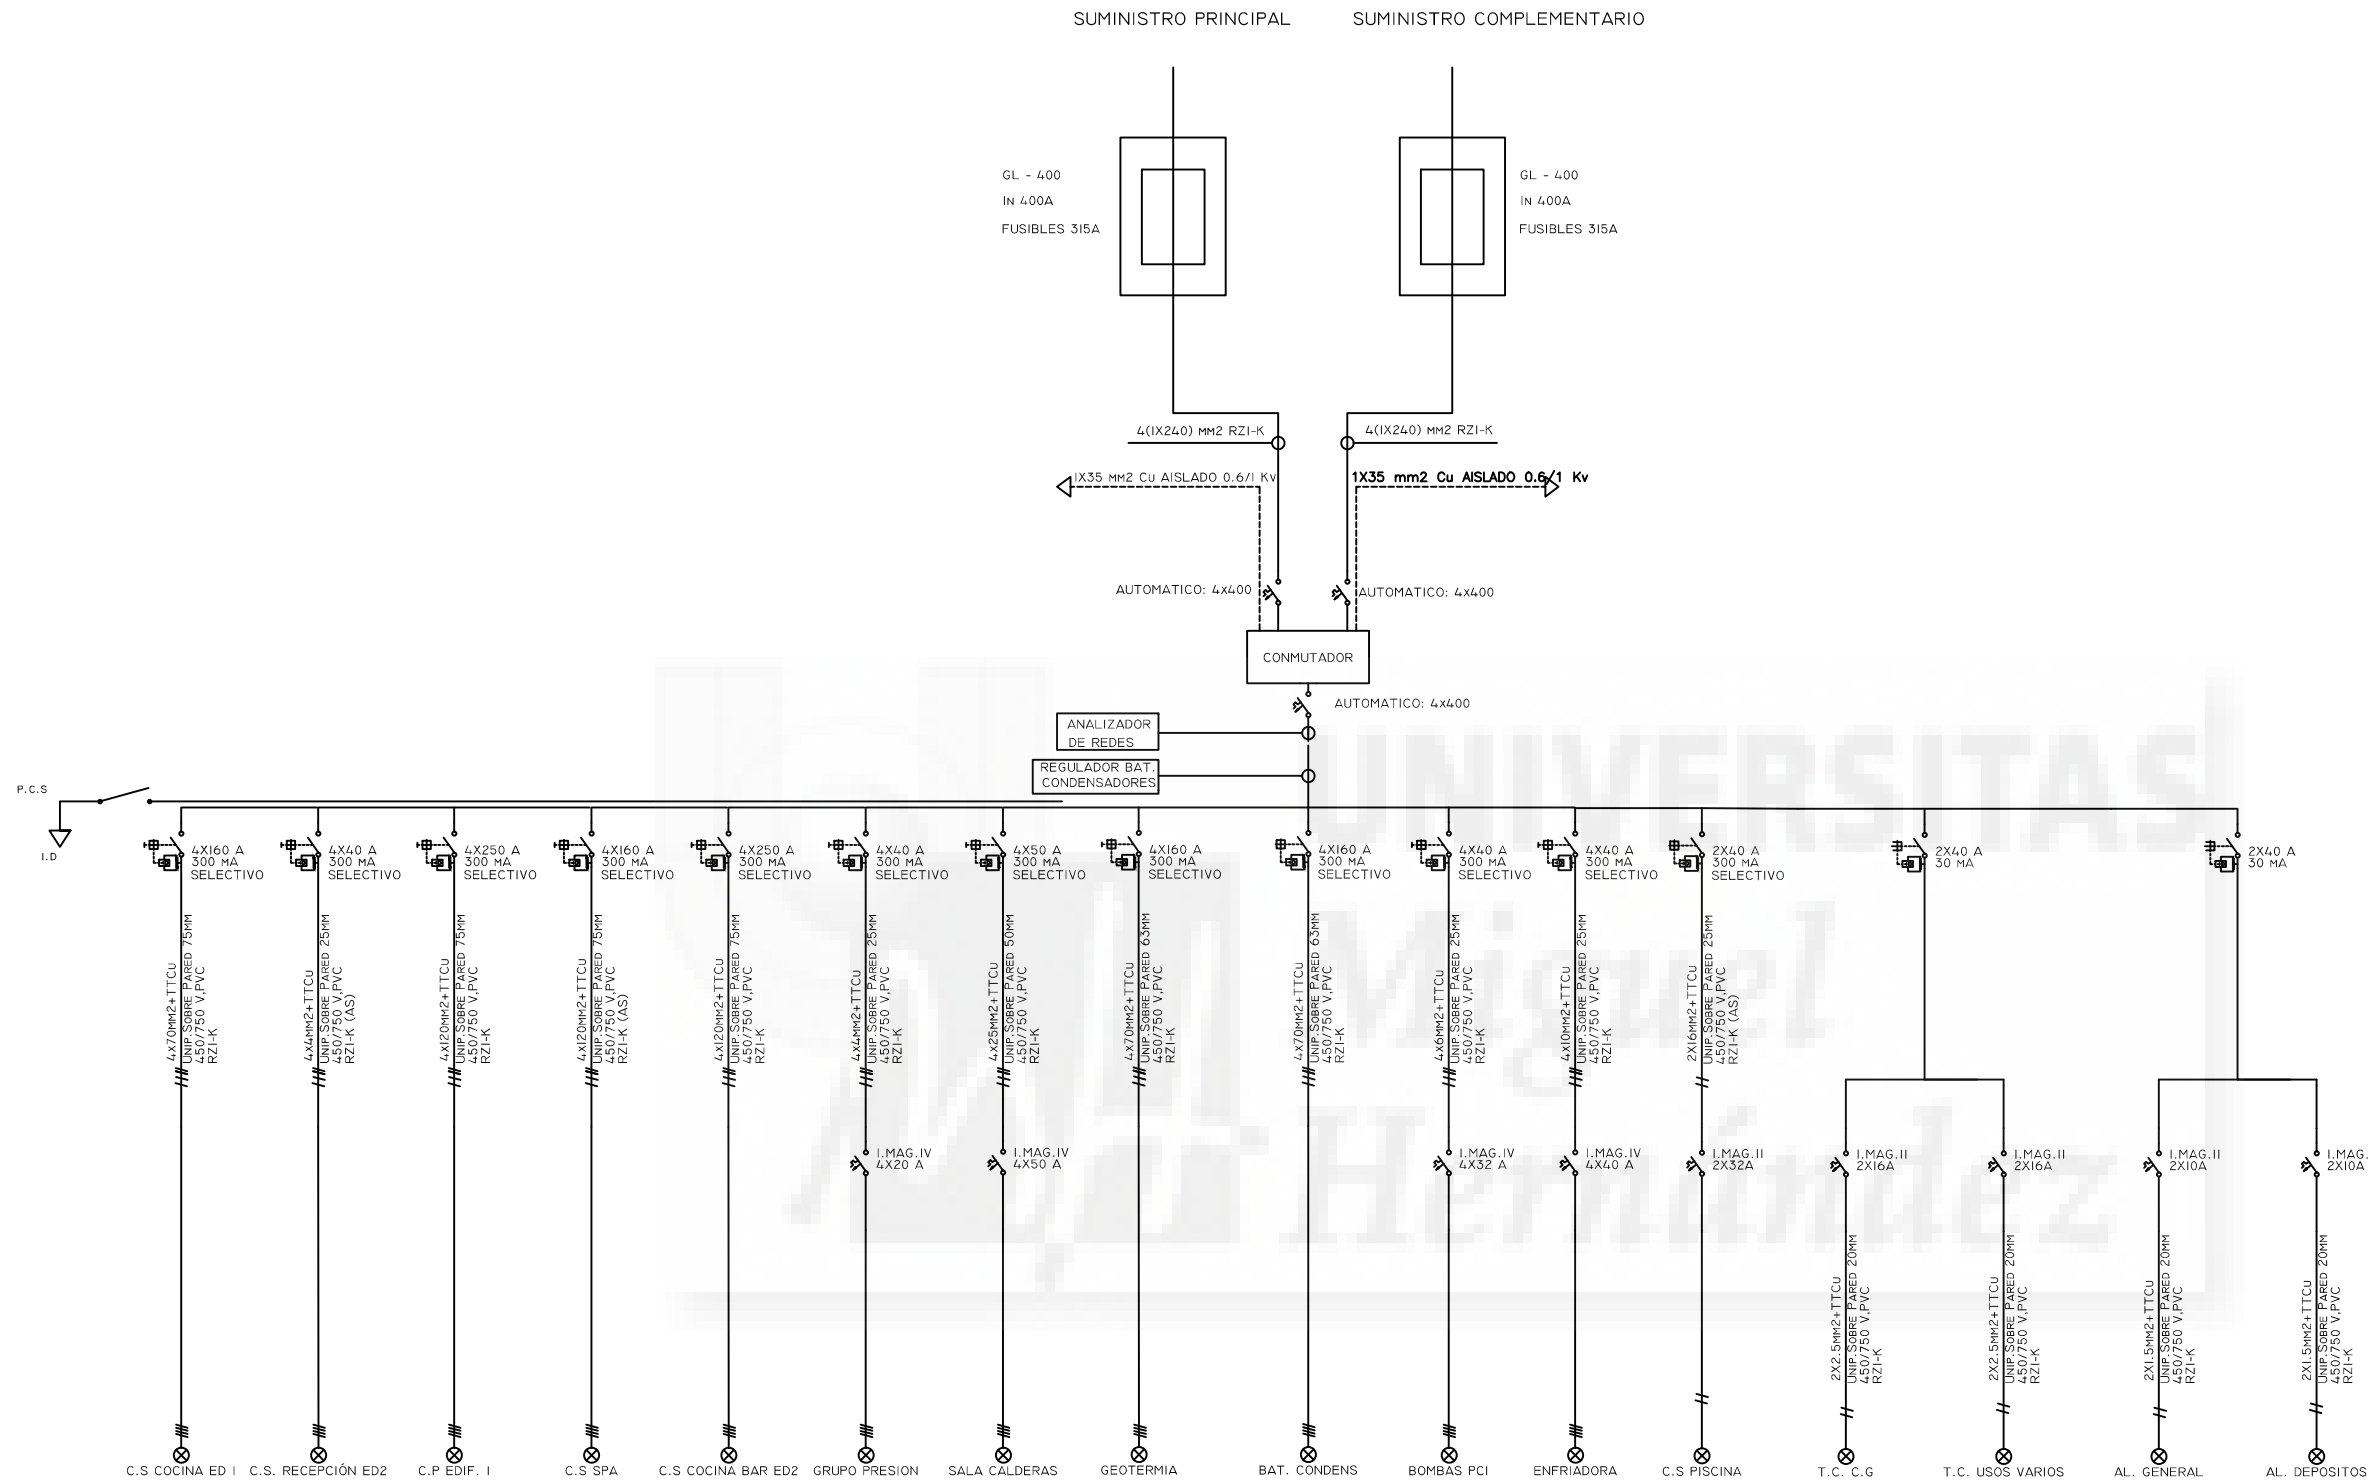 SUMINISTRO PRINCIPAL
SUMINISTRO COMPLEMENTARIO
GL - 400
IN 400A
FUSIBLES 315A
GL - 400
IN 400A
FUSIBLES 315A
4(1X240) MM2 RZ1-K
4(1X240) MM2 RZ1-K
1X35 MM2 CU AISLADO 0.6/1 KV
1X35 mm2 Cu AISLADO 0.6/1 Kv
AUTOMATICO: 4X400
AUTOMATICO: 4X400
CONMUTADOR
AUTOMATICO: 4X400
ANALIZADOR
DE REDES
REGULADOR BAT.
CONDENSADORES
P.C.S
I.D
4X160 A
300 MA
SELECTIVO
4X40 A
300 MA
SELECTIVO
4X250 A
300 MA
SELECTIVO
4X160 A
300 MA
SELECTIVO
4X250 A
300 MA
SELECTIVO
4X40 A
300 MA
SELECTIVO
4X50 A
300 MA
SELECTIVO
4X160 A
300 MA
SELECTIVO
4X160 A
300 MA
SELECTIVO
4X40 A
300 MA
SELECTIVO
4X40 A
300 MA
SELECTIVO
2X40 A
300 MA
SELECTIVO
2X40 A
30 MA
2X40 A
30 MA
4X70MM2+TTCU
UNIP.SOBRE PARED 75MM
450/750 V,PVC
RZ1-K
4X4MM2+TTCU
UNIP.SOBRE PARED 25MM
450/750 V,PVC
RZ1-K (AS)
4X120MM2+TTCU
UNIP.SOBRE PARED 75MM
450/750 V,PVC
RZ1-K
4X120MM2+TTCU
UNIP.SOBRE PARED 75MM
450/750 V,PVC
RZ1-K (AS)
4X120MM2+TTCU
UNIP.SOBRE PARED 75MM
450/750 V,PVC
RZ1-K
4X4MM2+TTCU
UNIP.SOBRE PARED 25MM
450/750 V,PVC
RZ1-K
4X25MM2+TTCU
UNIP.SOBRE PARED 50MM
450/750 V,PVC
RZ1-K
4X70MM2+TTCU
UNIP.SOBRE PARED 63MM
450/750 V,PVC
RZ1-K
4X70MM2+TTCU
UNIP.SOBRE PARED 63MM
450/750 V,PVC
RZ1-K
4X6MM2+TTCU
UNIP.SOBRE PARED 25MM
450/750 V,PVC
RZ1-K
4X10MM2+TTCU
UNIP.SOBRE PARED 25MM
450/750 V,PVC
RZ1-K
2X16MM2+TTCU
UNIP.SOBRE PARED 25MM
450/750 V,PVC
RZ1-K (AS)
I.MAG.IV
4X20 A
I.MAG.IV
4X50 A
I.MAG.IV
4X32 A
I.MAG.IV
4X40 A
I.MAG.II
2X32A
I.MAG.II
2X16A
I.MAG.II
2X16A
I.MAG.II
2X10A
I.MAG.
2X10A
2X2.5MM2+TTCU
UNIP.SOBRE PARED 20MM
450/750 V,PVC
RZ1-K
2X2.5MM2+TTCU
UNIP.SOBRE PARED 20MM
450/750 V,PVC
RZ1-K
2X1.5MM2+TTCU
UNIP.SOBRE PARED 20MM
450/750 V,PVC
RZ1-K
2X1.5MM2+TTCU
UNIP.SOBRE PARED 20MM
450/750 V,PVC
RZ1-K
C.S COCINA ED 1
C.S. RECEPCIÓN ED2
C.P EDIF. 1
C.S SPA
C.S COCINA BAR ED2
GRUPO PRESION
SALA CALDERAS
GEOTERMIA
BAT. CONDENS
BOMBAS PCI
ENFRIADORA
C.S PISCINA
T.C. C.G
T.C. USOS VARIOS
AL. GENERAL
AL. DEPOSITOS
UNIVERSITAS
Miguel
Hernández